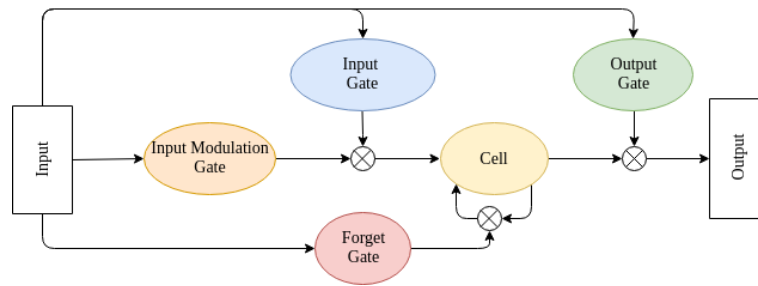 Input
Gate
Output
Gate
Input
Input Modulation
Gate
Cell
Output
Forget
Gate